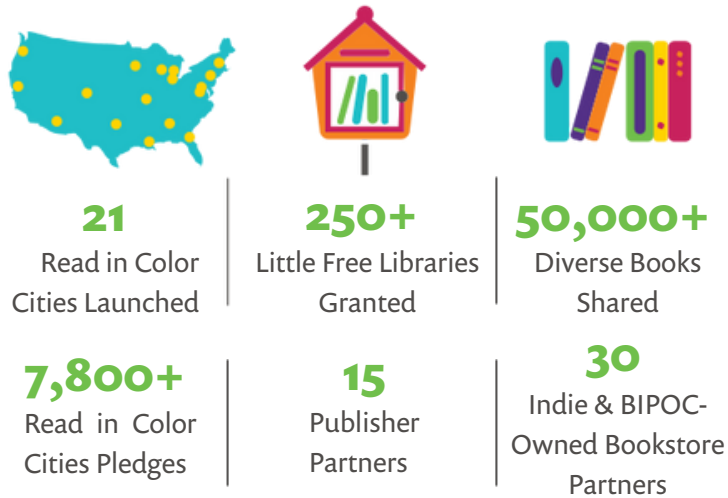 21
Read in Color
Cities Launched
250+
Little Free Libraries
Granted
50,000+
Diverse Books
Shared
7,800+
Read in Color
Cities Pledges
15
Publisher
Partners
30
Indie & BIPOC-
Owned Bookstore
Partners